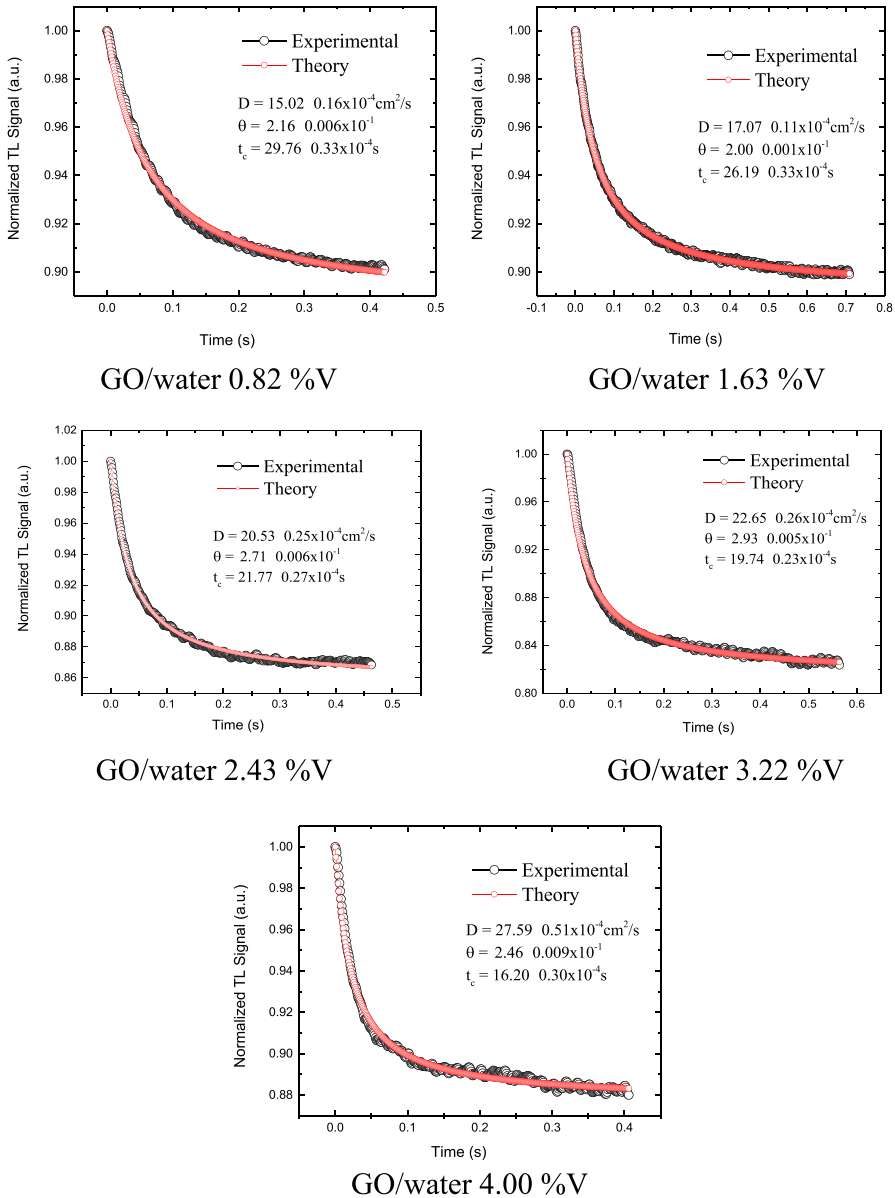 Normalized TL Signal (a.u.)
1.00
0.98
0.96
0.94
0.92
0.90
Experimental
Theory
D = 15.02 0.16x10⁻⁴cm²/s
θ = 2.16 0.006x10⁻¹
t_c = 29.76 0.33x10⁻⁴s
0.0 0.1 0.2 0.3 0.4 0.5
Time (s)
GO/water 0.82 %V
Normalized TL Signal (a.u.)
1.00
0.98
0.96
0.94
0.92
0.90
Experimental
Theory
D = 17.07 0.11x10⁻⁴cm²/s
θ = 2.00 0.001x10⁻¹
t_c = 26.19 0.33x10⁻⁴s
-0.1 0.0 0.1 0.2 0.3 0.4 0.5 0.6 0.7 0.8
Time (s)
GO/water 1.63 %V
Normalized TL Signal (a.u.)
1.02
1.00
0.98
0.96
0.94
0.92
0.90
0.88
0.86
Experimental
Theory
D = 20.53 0.25x10⁻⁴cm²/s
θ = 2.71 0.006x10⁻¹
t_c = 21.77 0.27x10⁻⁴s
0.0 0.1 0.2 0.3 0.4 0.5
Time (s)
GO/water 2.43 %V
Normalized TL Signal (a.u.)
1.00
0.96
0.92
0.88
0.84
0.80
Experimental
Theory
D = 22.65 0.26x10⁻⁴cm²/s
θ = 2.93 0.005x10⁻¹
t_c = 19.74 0.23x10⁻⁴s
0.0 0.1 0.2 0.3 0.4 0.5 0.6
Time (s)
GO/water 3.22 %V
Normalized TL Signal (a.u.)
1.00
0.98
0.96
0.94
0.92
0.90
0.88
Experimental
Theory
D = 27.59 0.51x10⁻⁴cm²/s
θ = 2.46 0.009x10⁻¹
t_c = 16.20 0.30x10⁻⁴s
0.0 0.1 0.2 0.3 0.4
Time (s)
GO/water 4.00 %V